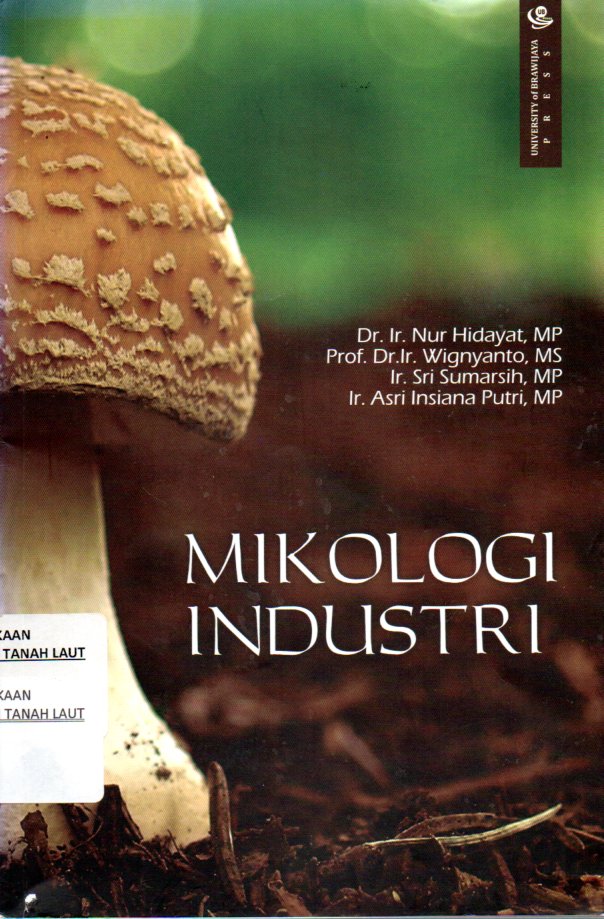 UB
UNIVERSITY of BRAWIJAYA
PRESS
Dr. Ir. Nur Hidayat, MP
Prof. Dr.Ir. Wignyanto, MS
Ir. Sri Sumarsih, MP
Ir. Asri Insiana Putri, MP
MIKOLOGI
INDUSTRI
KAAN
TANAH LAUT
KAAN
TANAH LAUT